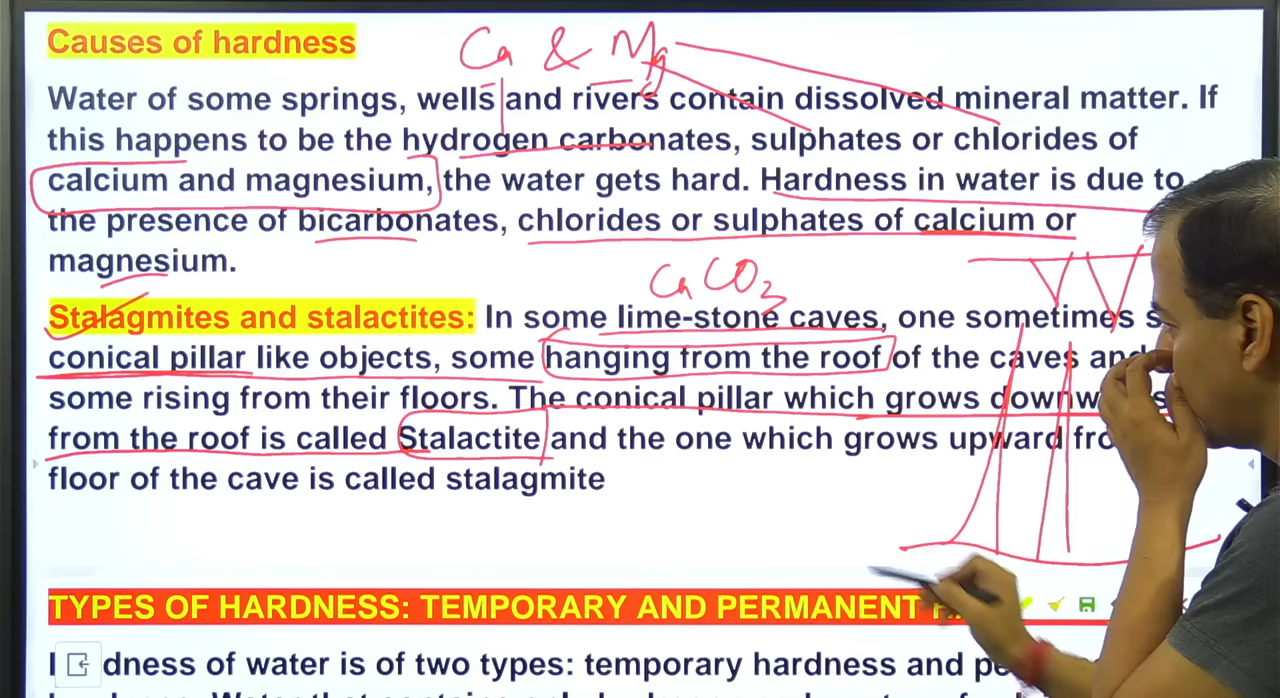 Causes of hardness
Ca & Mg
Water of some springs, wells and rivers contain dissolved mineral matter. If
this happens to be the hydrogen carbonates, sulphates or chlorides of
calcium and magnesium, the water gets hard. Hardness in water is due to
the presence of bicarbonates, chlorides or sulphates of calcium or
magnesium.
CaCO3
Stalagmites and stalactites: In some lime-stone caves, one sometimes
conical pillar like objects, some hanging from the roof of the caves and
some rising from their floors. The conical pillar which grows
from the roof is called Stalactite and the one which grows upward
floor of the cave is called stalagmite
TYPES OF HARDNESS: TEMPORARY AND PERMANENT
dness of water is of two types: temporary hardness and